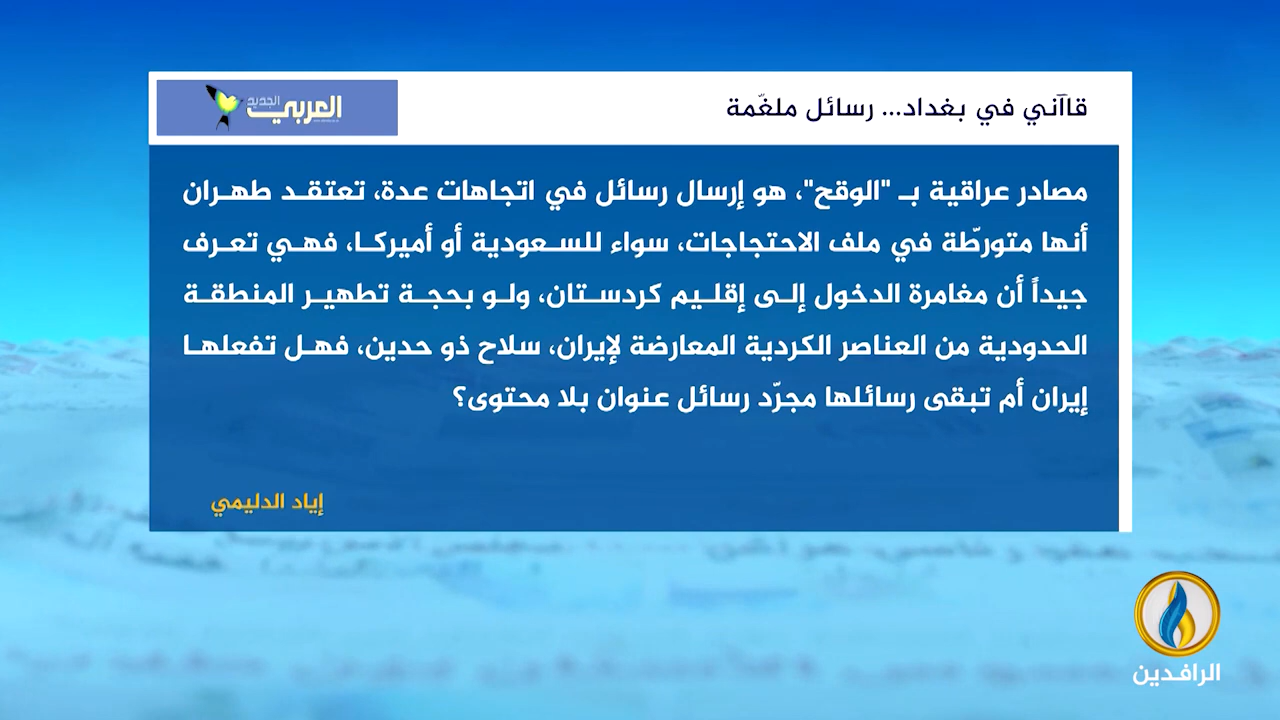 قاآني في بغداد... رسائل ملغّمة
العربي الجديد
مصادر عراقية بـ "الوقح"، هو إرسال رسائل في اتجاهات عدة، تعتقد طهران
أنها متورّطة في ملف الاحتجاجات، سواء للسعودية أو أميركا، فهي تعرف
جيداً أن مغامرة الدخول إلى إقليم كردستان، ولو بحجة تطهير المنطقة
الحدودية من العناصر الكردية المعارضة لإيران، سلاح ذو حدين، فهل تفعلها
إيران أم تبقى رسائلها مجرّد رسائل عنوان بلا محتوى؟
إياد الدليمي
الرافدين